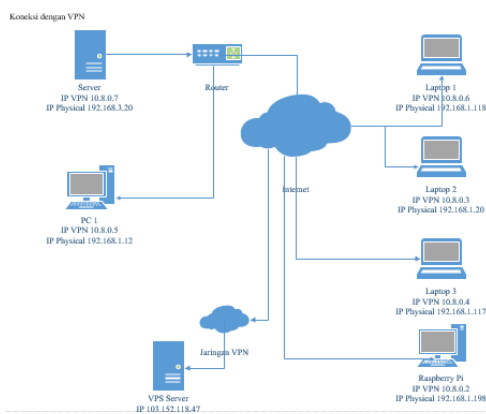 Koneksi dengan VPN
Server
IP VPN 10.8.0.7
IP Physical 192.168.3.20
Router
Laptop 1
IP VPN 10.8.0.6
IP Physical 192.168.1.118
Internet
Laptop 2
IP VPN 10.8.0.3
IP Physical 192.168.1.20
PC 1
IP VPN 10.8.0.5
IP Physical 192.168.1.12
Laptop 3
IP VPN 10.8.0.4
IP Physical 192.168.1.117
Jaringan VPN
Raspberry Pi
IP VPN 10.8.0.2
IP Physical 192.168.1.198
VPS Server
IP 103.152.118.47